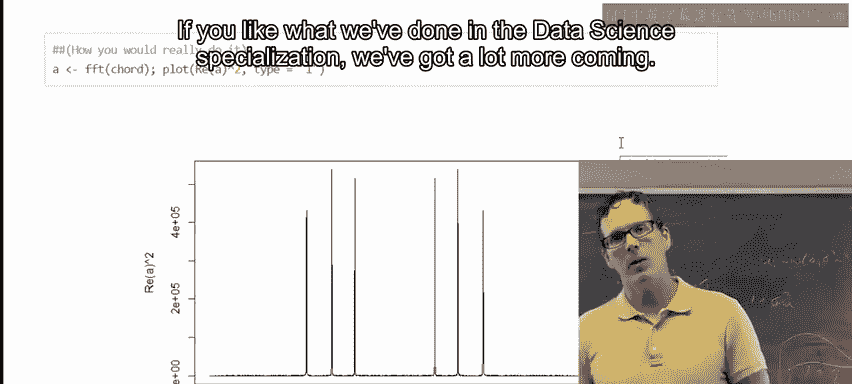 If you like what we've done in the Data Science
specialization, we've got a lot more coming.
##(How you would really do it)
a <- fft(chord); plot(Re(a)^2, type = "l")
Re(a)^2
4e+05
2e+05
e+00